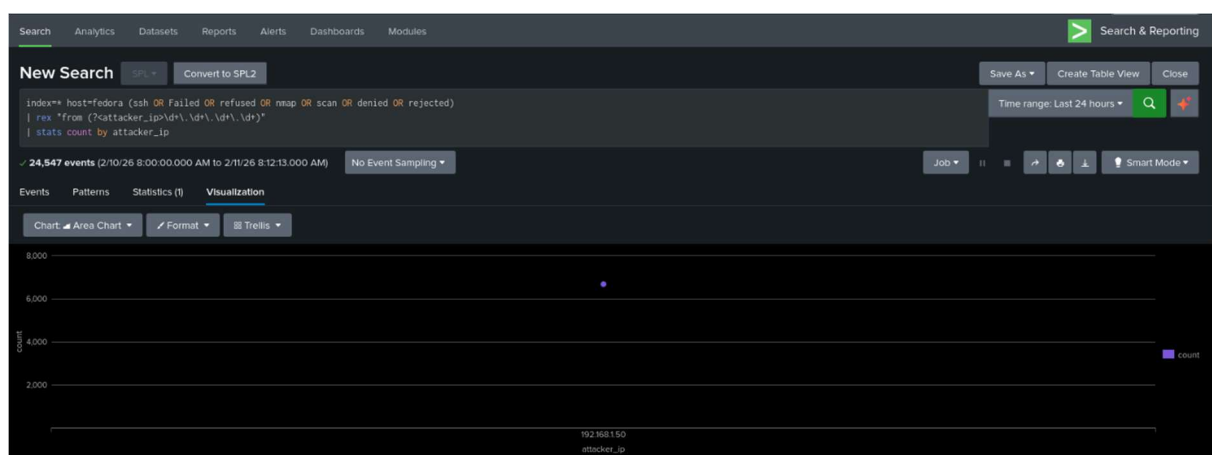 Search Analytics Datasets Reports Alerts Dashboards Modules Search & Reporting
New Search SPL Convert to SPL2 Save As Create Table View Close
index=* host=fedora (ssh OR Failed OR refused OR nmap OR scan OR denied OR rejected)
Time range: Last 24 hours
| rex "from (?<attacker_ip>\d+\.\d+\.\d+\.\d+)"
| stats count by attacker_ip
24,547 events (2/10/26 8:00:00.000 AM to 2/11/26 8:12:13.000 AM) No Event Sampling Job Smart Mode
Events Patterns Statistics (1) Visualization
Chart: Area Chart Format Trellis
8,000
6,000
4,000
2,000
count
count
192.168.1.50
attacker_ip